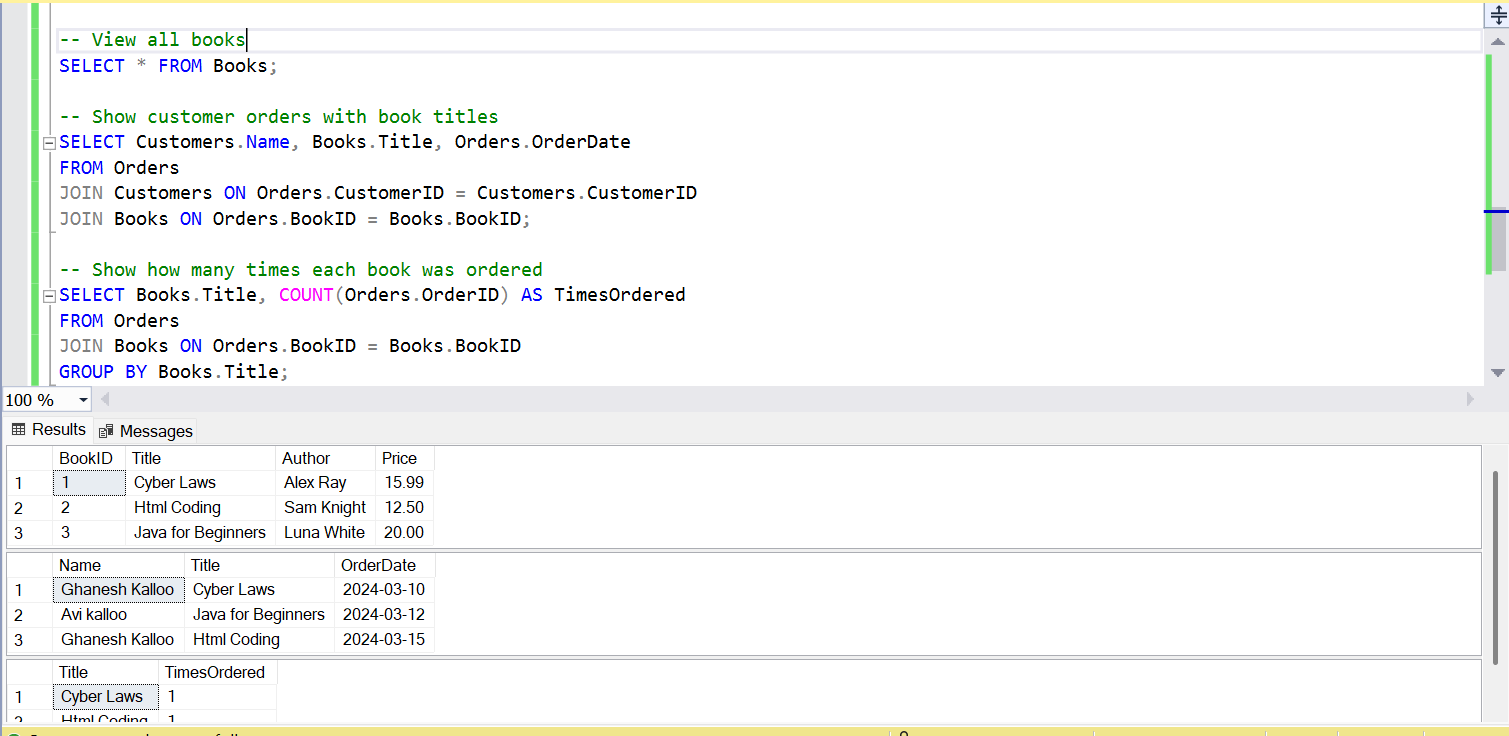 -- View all books
SELECT * FROM Books;
-- Show customer orders with book titles
SELECT Customers.Name, Books.Title, Orders.OrderDate
FROM Orders
JOIN Customers ON Orders.CustomerID = Customers.CustomerID
JOIN Books ON Orders.BookID = Books.BookID;
-- Show how many times each book was ordered
SELECT Books.Title, COUNT(Orders.OrderID) AS TimesOrdered
FROM Orders
JOIN Books ON Orders.BookID = Books.BookID
GROUP BY Books.Title;
100 %
Results Messages
BookID Title Author Price
1 1 Cyber Laws Alex Ray 15.99
2 2 Html Coding Sam Knight 12.50
3 3 Java for Beginners Luna White 20.00
Name Title OrderDate
1 Ghanesh Kalloo Cyber Laws 2024-03-10
2 Avi kalloo Java for Beginners 2024-03-12
3 Ghanesh Kalloo Html Coding 2024-03-15
Title TimesOrdered
1 Cyber Laws 1
2 Html Coding 1